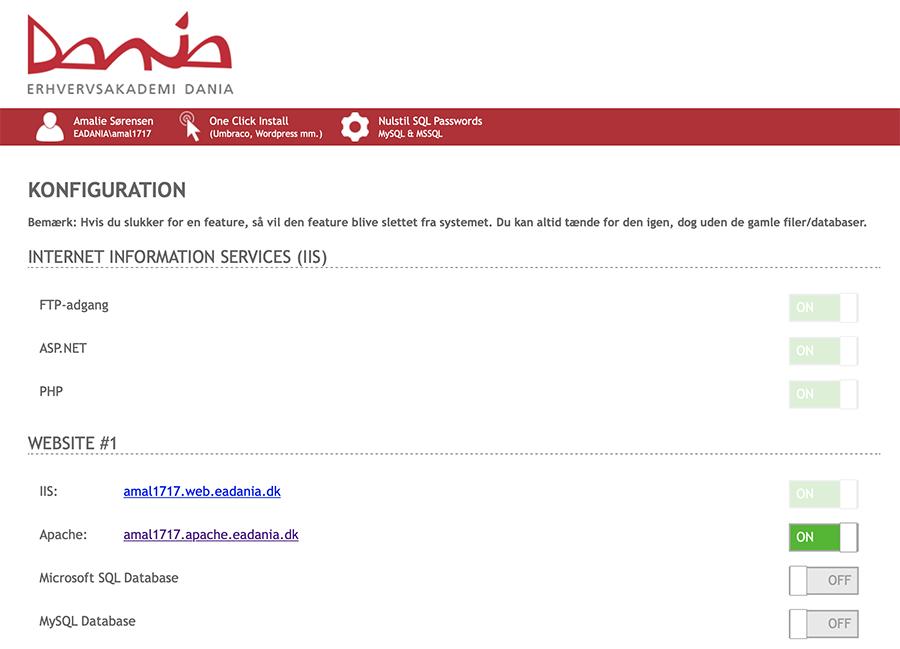 Dania
ERHVERVSAKADEMI DANIA
Amalie Sørensen
EADANIA\amal1717
One Click Install
(Umbraco, Wordpress mm.)
Nulstil SQL Passwords
MySQL & MSSQL
KONFIGURATION
Bemærk: Hvis du slukker for en feature, så vil den feature blive slettet fra systemet. Du kan altid tænde for den igen, dog uden de gamle filer/databaser.
INTERNET INFORMATION SERVICES (IIS)
FTP-adgang ON
ASP.NET ON
PHP ON
WEBSITE #1
IIS: amal1717.web.eadania.dk ON
Apache: amal1717.apache.eadania.dk ON
Microsoft SQL Database OFF
MySQL Database OFF